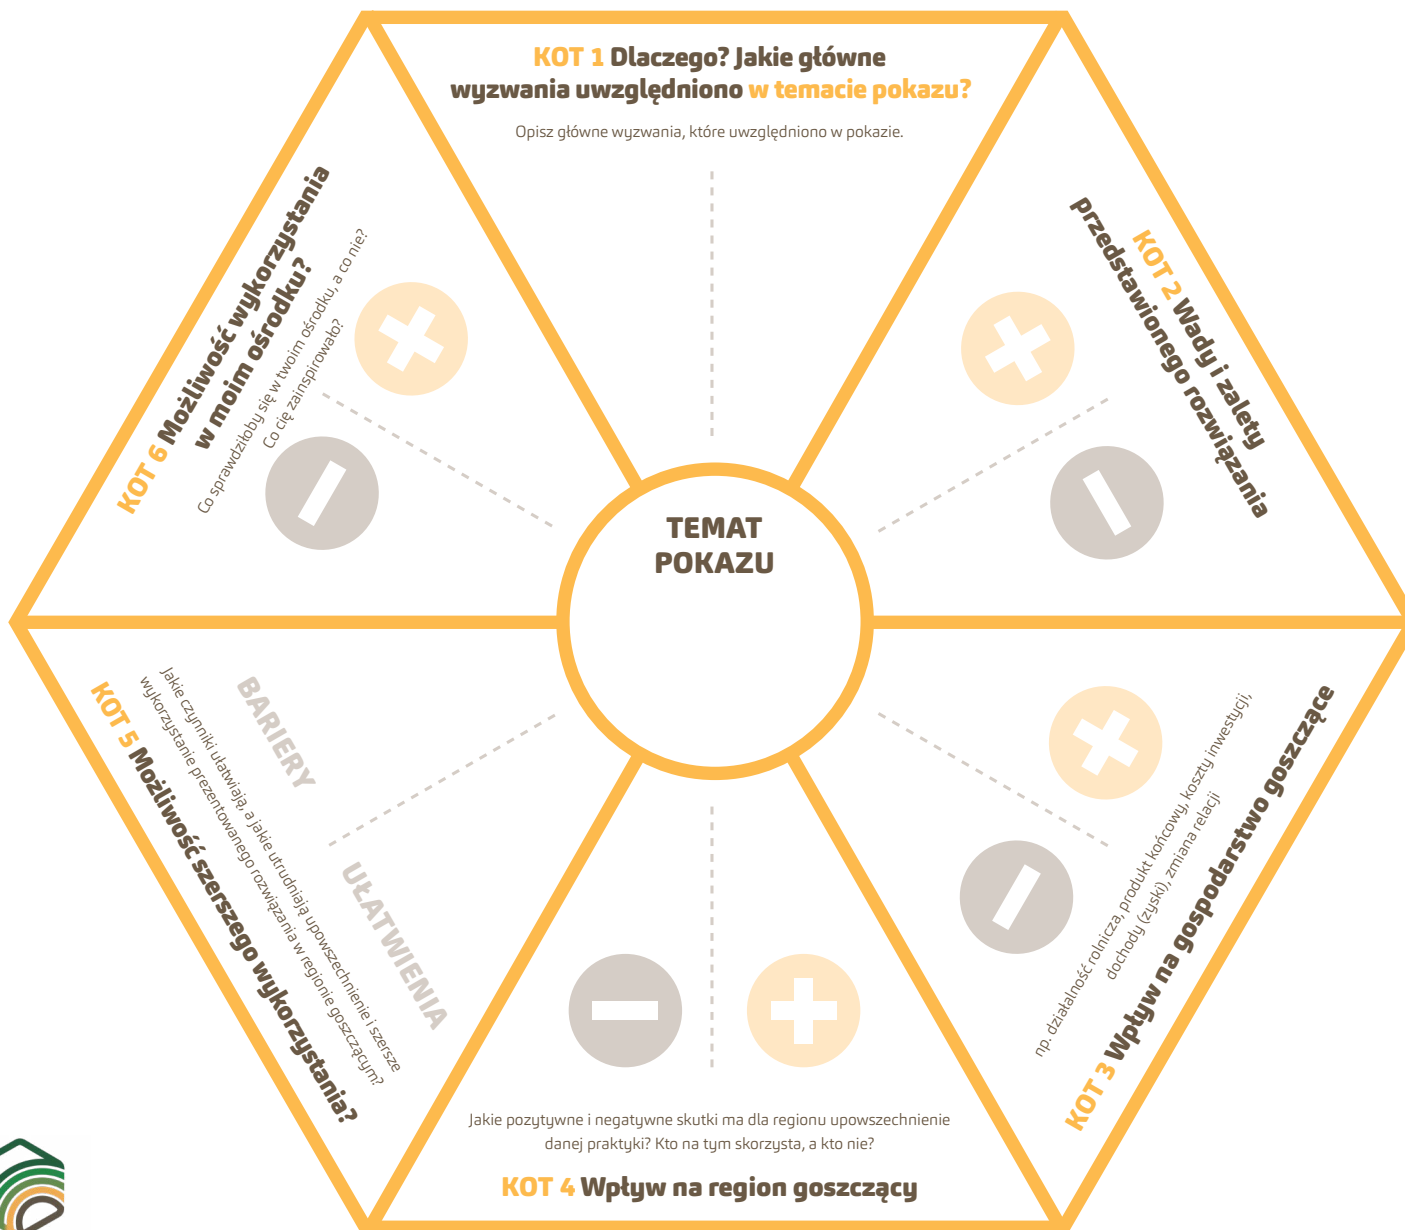 KOT 1 Dlaczego? Jakie główne
wyzwania uwzględniono w temacie pokazu?
Opisz główne wyzwania, które uwzględniono w pokazie.
KOT 2 Wady i zalety
przedstawionego rozwiązania
TEMAT
POKAZU
KOT 3 Wpływ na gospodarstwo goszczące
np. działalność rolnicza, produkt końcowy, koszty inwestycji,
dochody (zyski), zmiana relacji
Jakie pozytywne i negatywne skutki ma dla regionu upowszechnienie
danej praktyki? Kto na tym skorzysta, a kto nie?
KOT 4 Wpływ na region goszczący
KOT 5 Możliwość szerszego wykorzystania?
Jakie czynniki ułatwiają, a jakie utrudniają upowszechnienie i szersze
wykorzystanie prezentowanego rozwiązania w regionie goszczącym?
BARIERY
UŁATWIENIA
KOT 6 Możliwość wykorzystania
w moim ośrodku?
Co sprawdziłoby się w twoim ośrodku, a co nie?
Co cię zainspirowało?